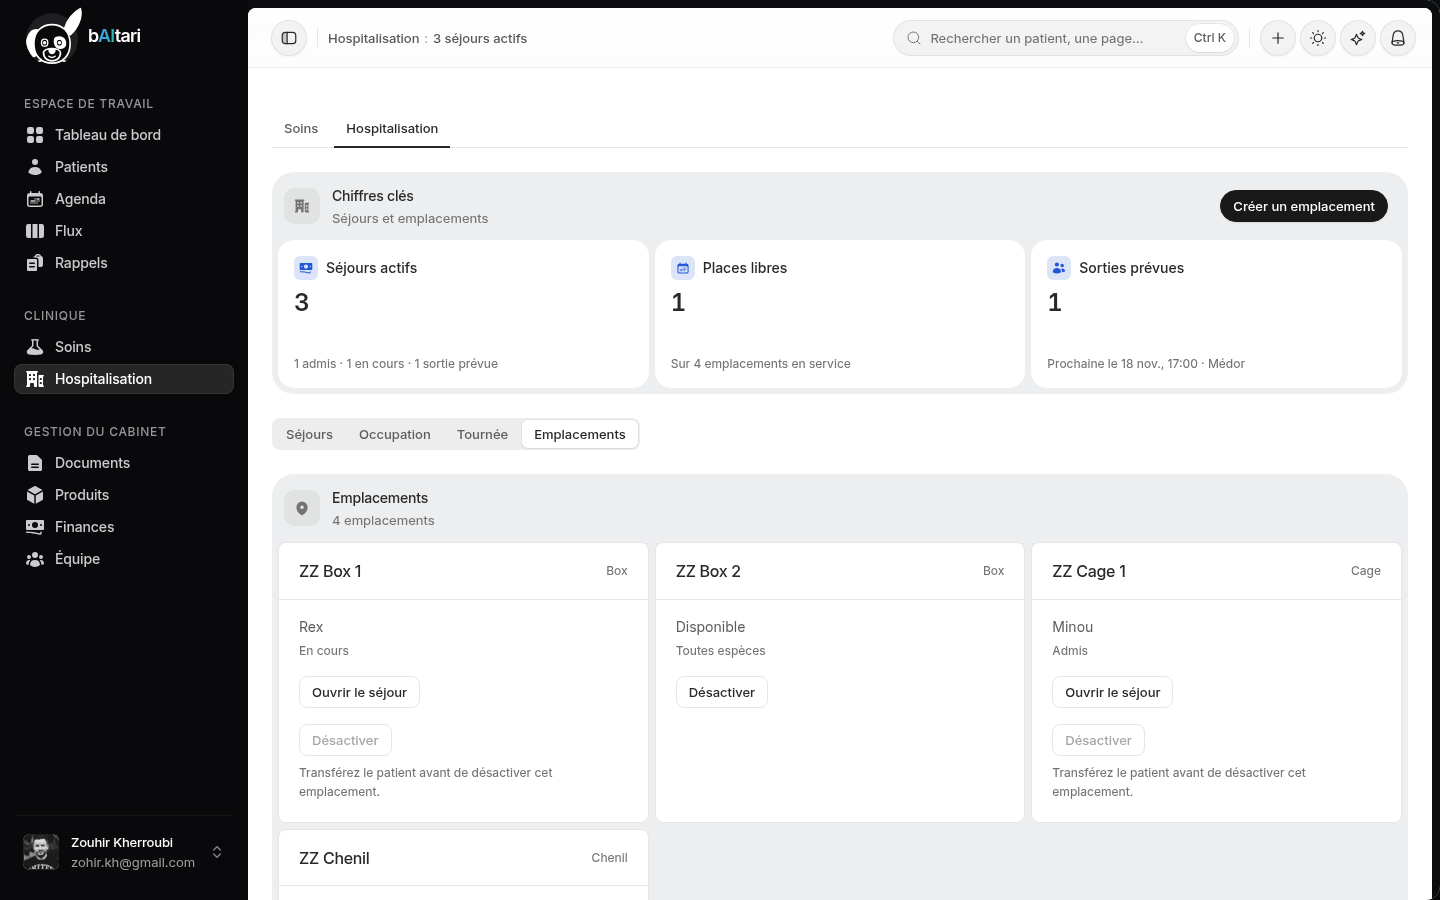 bAItari
Hospitalisation : 3 séjours actifs
Rechercher un patient, une page...
Ctrl K
ESPACE DE TRAVAIL
Tableau de bord
Patients
Agenda
Flux
Rappels
CLINIQUE
Soins
Hospitalisation
GESTION DU CABINET
Documents
Produits
Finances
Équipe
Zouhir Kherroubi
zohir.kh@gmail.com
Soins
Hospitalisation
Chiffres clés
Séjours et emplacements
Créer un emplacement
Séjours actifs
3
1 admis · 1 en cours · 1 sortie prévue
Places libres
1
Sur 4 emplacements en service
Sorties prévues
1
Prochaine le 18 nov., 17:00 · Médor
Séjours
Occupation
Tournée
Emplacements
Emplacements
4 emplacements
ZZ Box 1
Box
Rex
En cours
Ouvrir le séjour
Désactiver
Transférez le patient avant de désactiver cet
emplacement.
ZZ Box 2
Box
Disponible
Toutes espèces
Désactiver
ZZ Cage 1
Cage
Minou
Admis
Ouvrir le séjour
Désactiver
Transférez le patient avant de désactiver cet
emplacement.
ZZ Chenil
Chenil